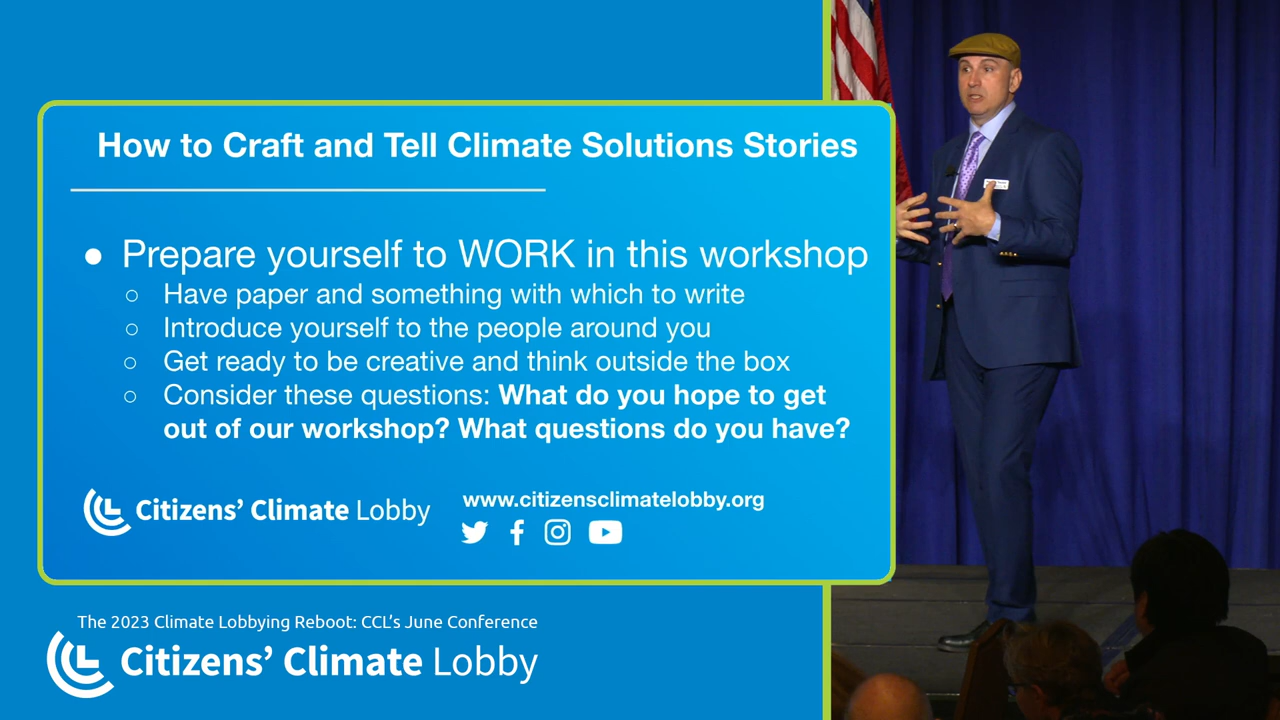 How to Craft and Tell Climate Solutions Stories
● Prepare yourself to WORK in this workshop
○ Have paper and something with which to write
○ Introduce yourself to the people around you
○ Get ready to be creative and think outside the box
○ Consider these questions: What do you hope to get
out of our workshop? What questions do you have?
Citizens’ Climate Lobby
www.citizensclimatelobby.org
The 2023 Climate Lobbying Reboot: CCL’s June Conference
Citizens’ Climate Lobby